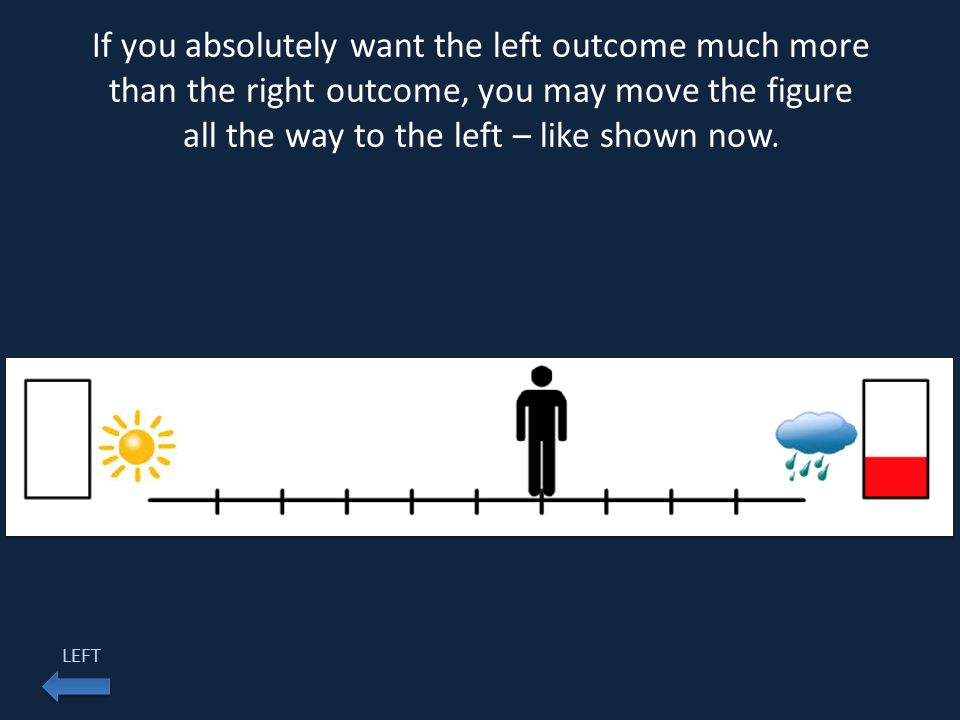 If you absolutely want the left outcome much more
than the right outcome, you may move the figure
all the way to the left – like shown now.
LEFT